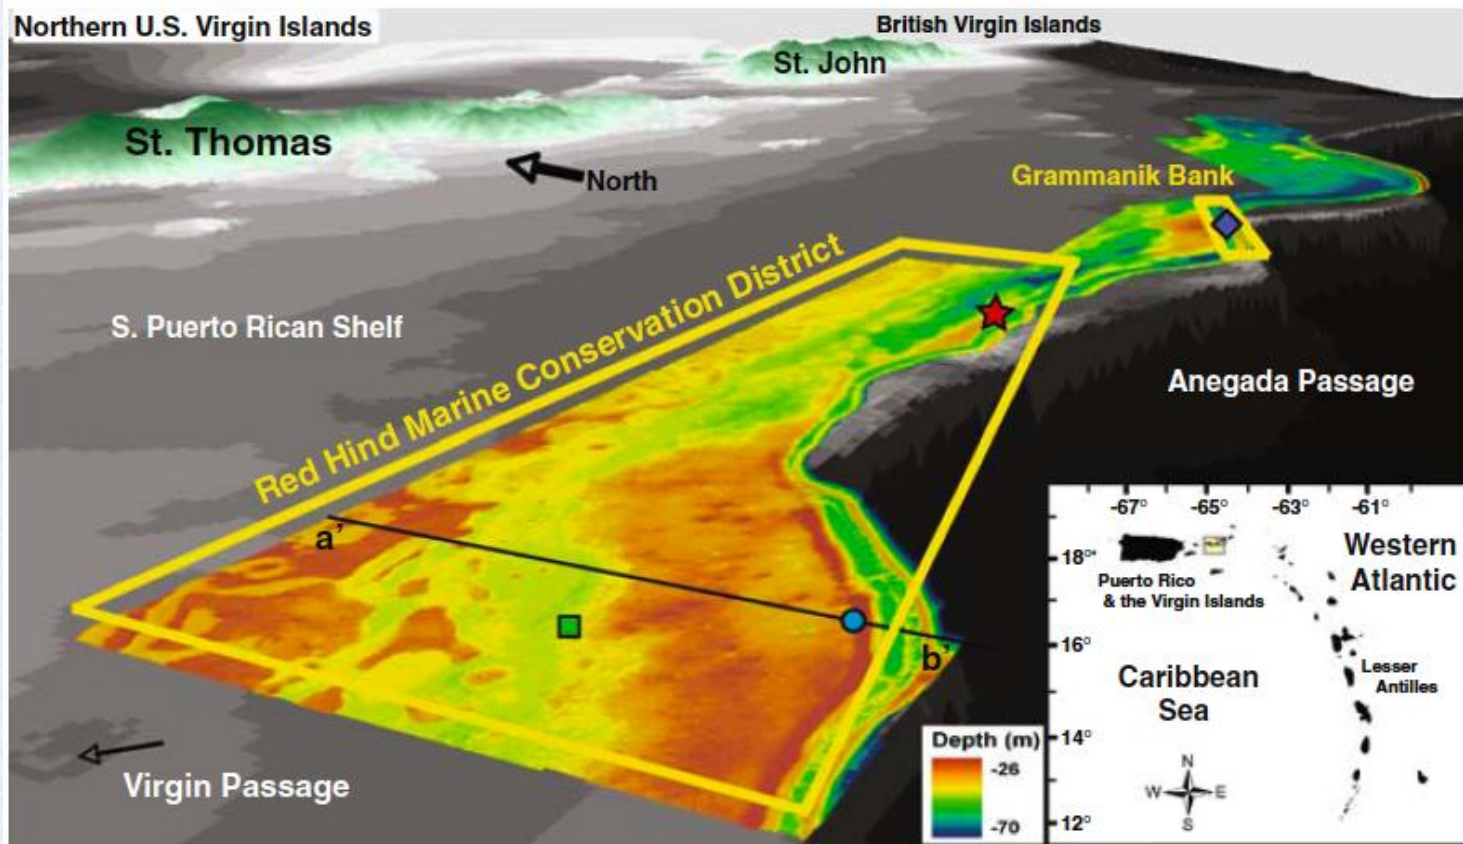 Northern U.S. Virgin Islands
British Virgin Islands
St. John
St. Thomas
North
Grammanik Bank
Red Hind Marine Conservation District
S. Puerto Rican Shelf
Anegada Passage
a’
b’
Virgin Passage
Depth (m)
-26
-70
-67° -65° -63° -61°
18°
16°
14°
12°
Western
Atlantic
Puerto Rico
& the Virgin Islands
Caribbean
Sea
Lesser
Antilles
N
W E
S